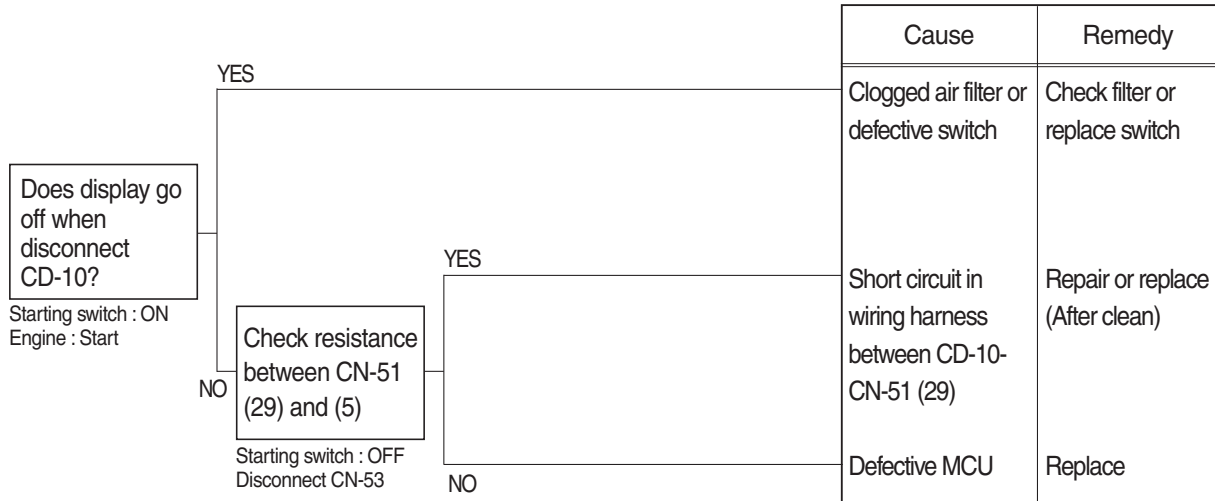 Cause
Remedy
YES
Clogged air filter or
defective switch
Check filter or
replace switch
Does display go
off when
disconnect
CD-10?
Starting switch : ON
Engine : Start
YES
Short circuit in
wiring harness
between CD-10-
CN-51 (29)
Repair or replace
(After clean)
NO
Check resistance
between CN-51
(29) and (5)
Starting switch : OFF
Disconnect CN-53
NO
Defective MCU
Replace